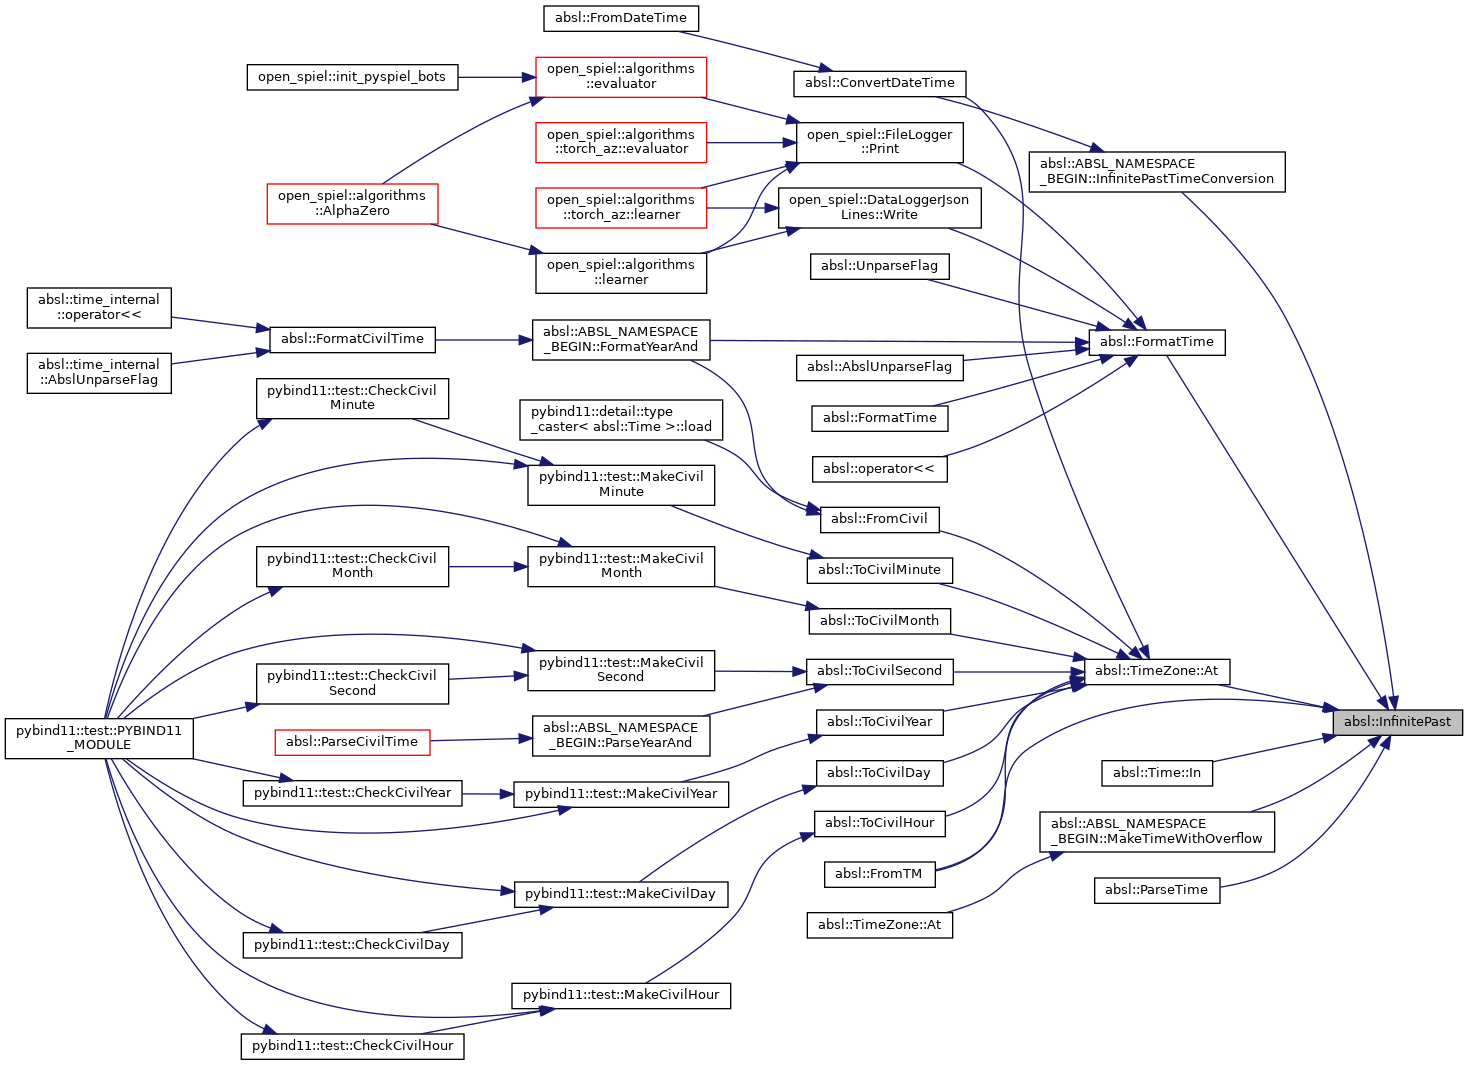 absl::FromDateTime
open_spiel::init_pyspiel_bots
open_spiel::algorithms
::evaluator
absl::ConvertDateTime
open_spiel::algorithms
::torch_az::evaluator
open_spiel::FileLogger
::Print
absl::ABSL_NAMESPACE
_BEGIN::InfinitePastTimeConversion
open_spiel::algorithms
::AlphaZero
open_spiel::algorithms
::torch_az::learner
open_spiel::DataLoggerJson
Lines::Write
open_spiel::algorithms
::learner
absl::UnparseFlag
absl::time_internal
::operator<<
absl::FormatCivilTime
absl::ABSL_NAMESPACE
_BEGIN::FormatYearAnd
absl::FormatTime
absl::time_internal
::AbslUnparseFlag
absl::AbslUnparseFlag
pybind11::test::CheckCivil
Minute
pybind11::detail::type
_caster< absl::Time >::load
absl::FormatTime
absl::operator<<
pybind11::test::MakeCivil
Minute
absl::FromCivil
pybind11::test::CheckCivil
Month
pybind11::test::MakeCivil
Month
absl::ToCivilMinute
absl::ToCivilMonth
pybind11::test::CheckCivil
Second
pybind11::test::MakeCivil
Second
absl::ToCivilSecond
absl::TimeZone::At
pybind11::test::PYBIND11
_MODULE
absl::ParseCivilTime
absl::ABSL_NAMESPACE
_BEGIN::ParseYearAnd
absl::ToCivilYear
absl::InfinitePast
pybind11::test::CheckCivilYear
pybind11::test::MakeCivilYear
absl::ToCivilDay
absl::Time::In
absl::ToCivilHour
absl::ABSL_NAMESPACE
_BEGIN::MakeTimeWithOverflow
absl::FromTM
absl::ParseTime
pybind11::test::MakeCivilDay
absl::TimeZone::At
pybind11::test::CheckCivilDay
pybind11::test::MakeCivilHour
pybind11::test::CheckCivilHour